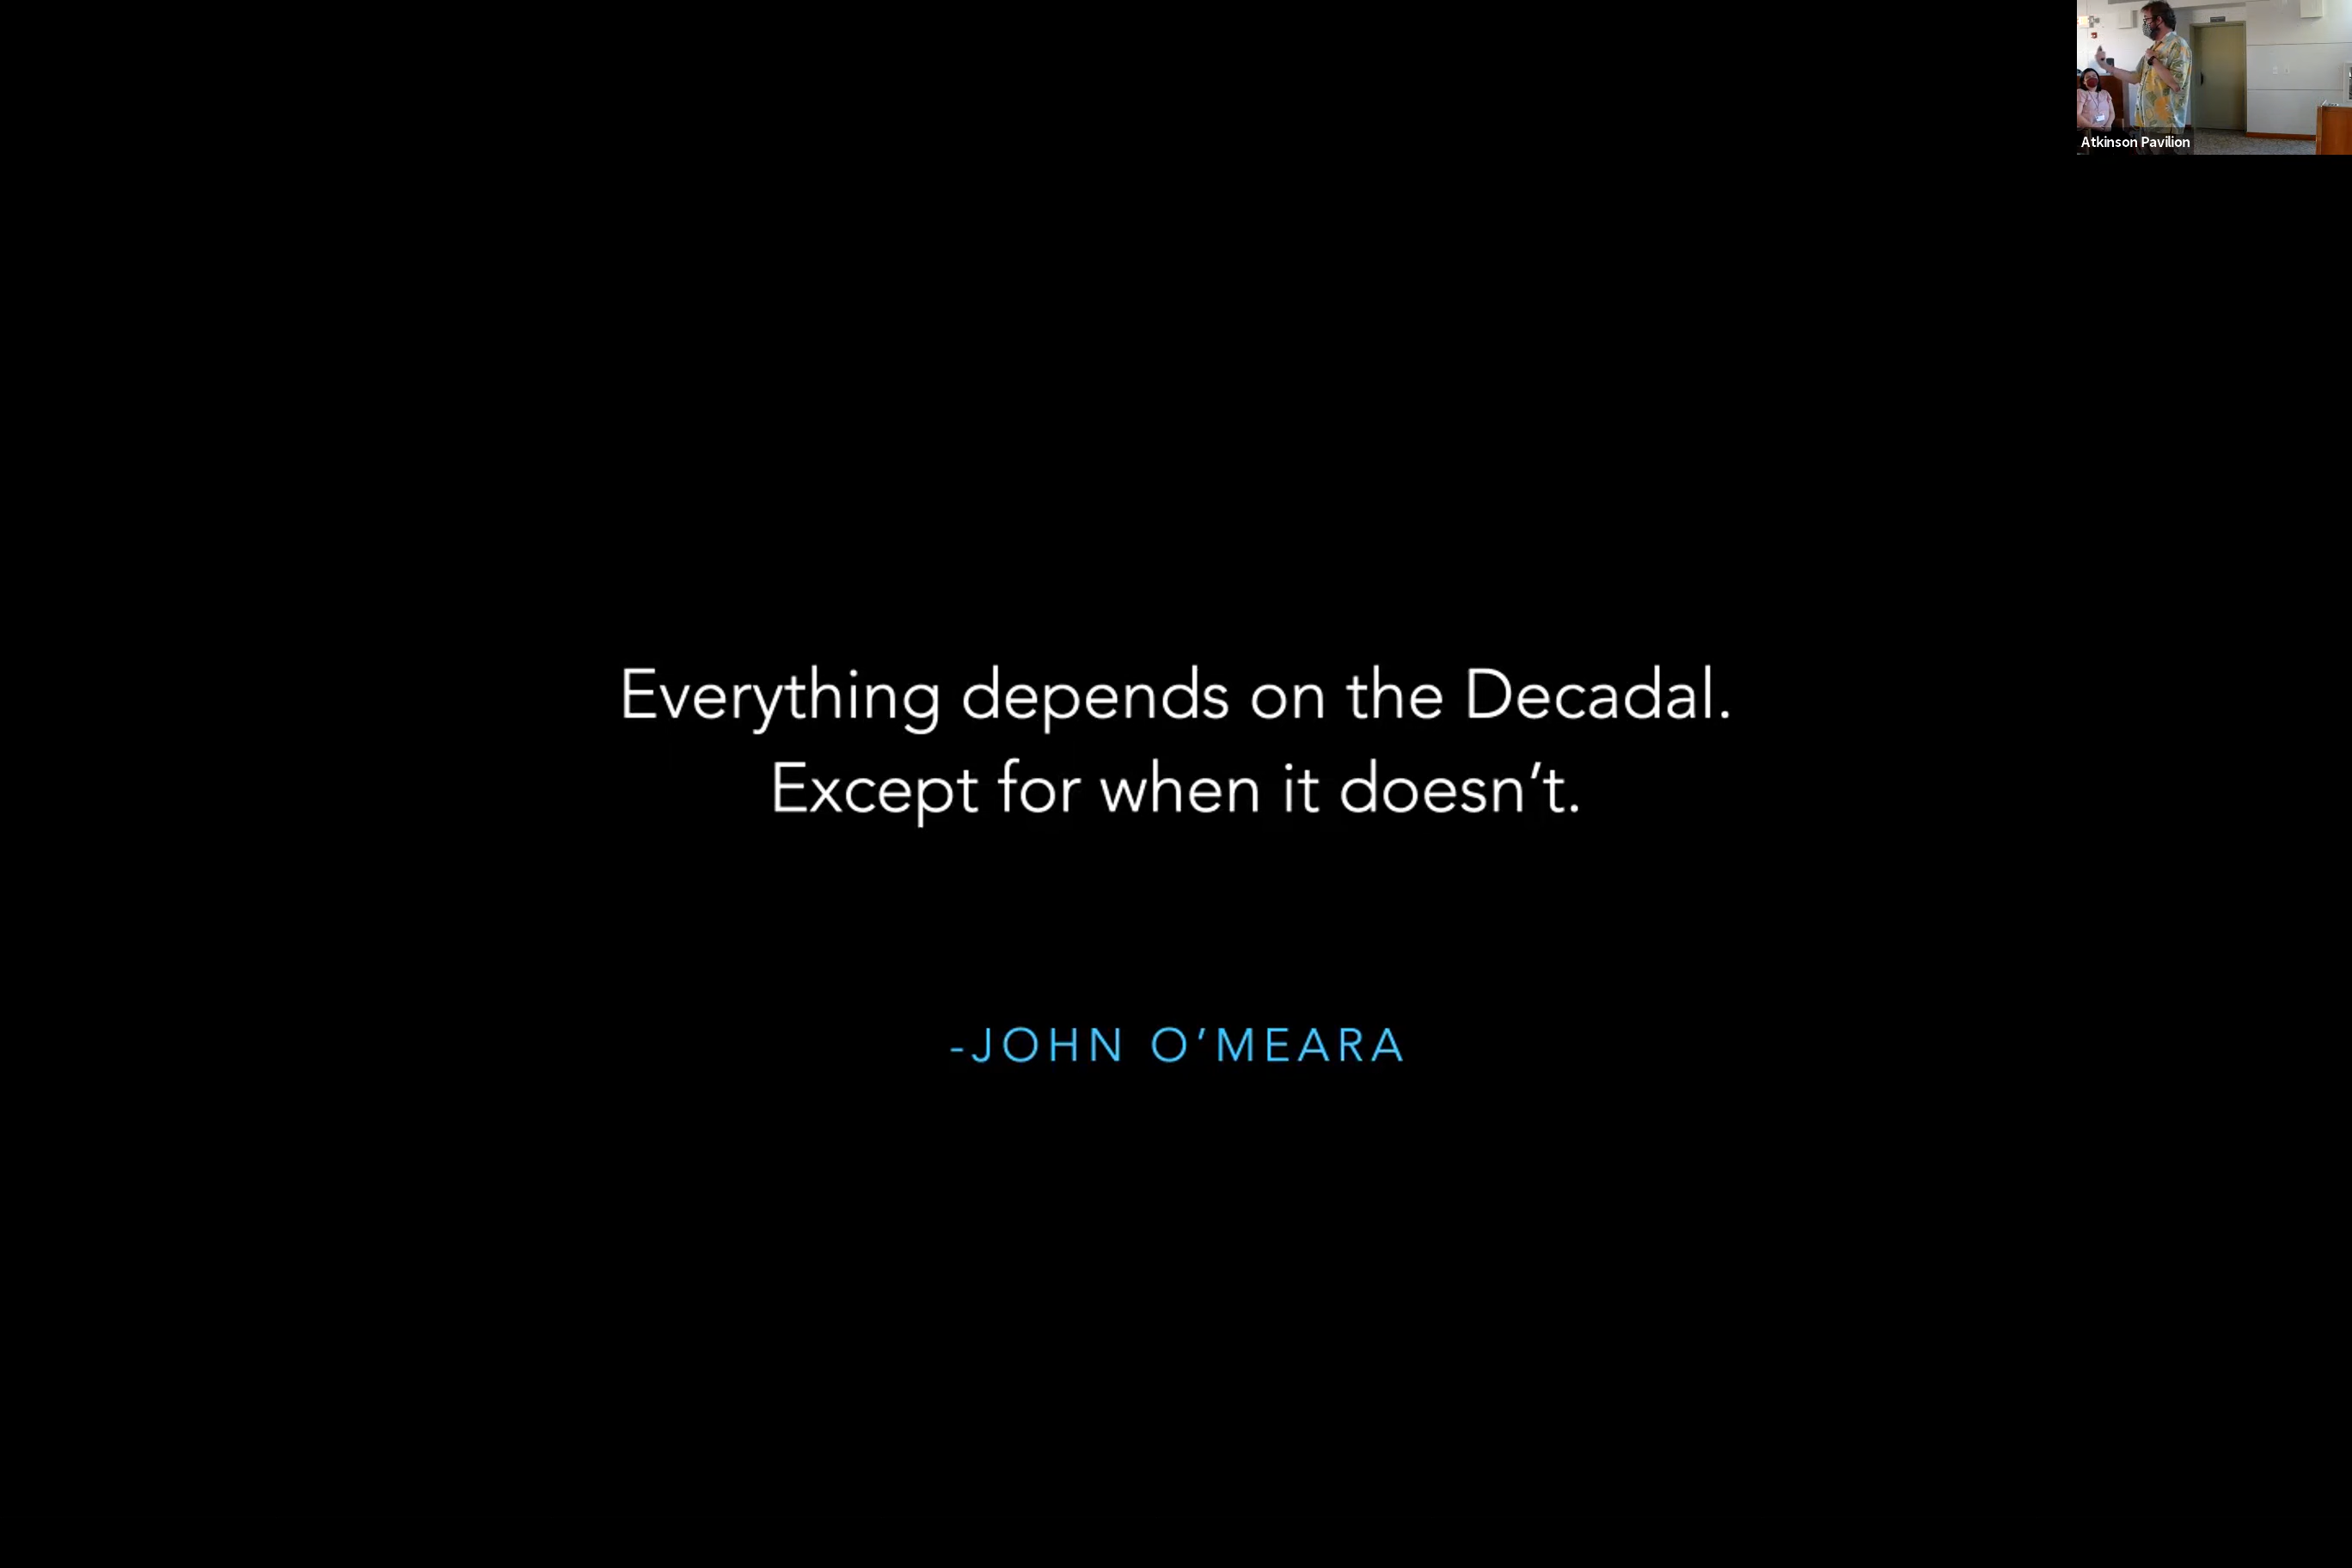 Everything depends on the Decadal.
Except for when it doesn’t.
-JOHN O’MEARA
Atkinson Pavilion